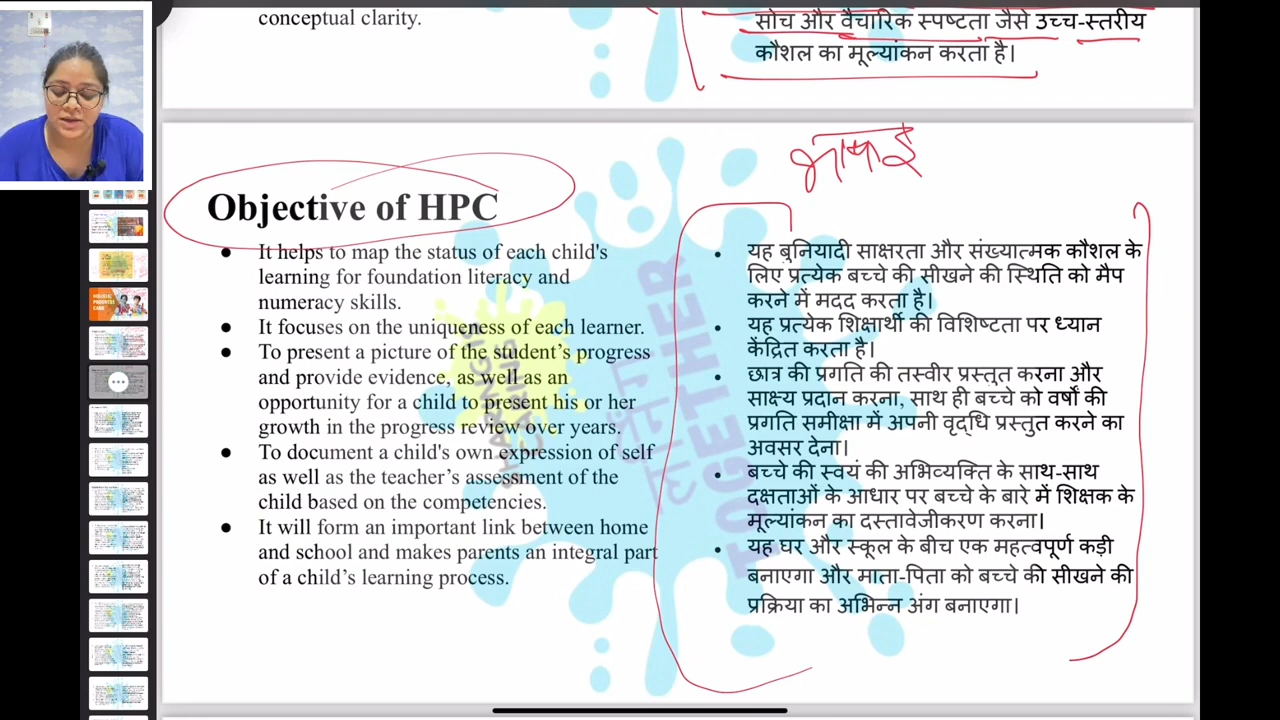 conceptual clarity.
सोच और वैचारिक स्पष्टता जैसे उच्च-स्तरीय
कौशल का मूल्यांकन करता है।
Objective of HPC
● It helps to map the status of each child's
learning for foundation literacy and
numeracy skills.
● It focuses on the uniqueness of each learner.
● To present a picture of the student’s progress
and provide evidence, as well as an
opportunity for a child to present his or her
growth in the progress review over years.
● To document a child's own expression of self
as well as the teacher’s assessment of the
child based on the competencies.
● It will form an important link between home
and school and makes parents an integral part
of a child’s learning process.
• यह बुनियादी साक्षरता और संख्यात्मक कौशल के
लिए प्रत्येक बच्चे की सीखने की स्थिति को मैप
करने में मदद करता है।
• यह प्रत्येक शिक्षार्थी की विशिष्टता पर ध्यान
केंद्रित करता है।
• छात्र की प्रगति की तस्वीर प्रस्तुत करना और
साक्ष्य प्रदान करना, साथ ही बच्चे को वर्षों की
प्रगति समीक्षा में अपनी वृद्धि प्रस्तुत करने का
अवसर देना।
• बच्चे की स्वयं की अभिव्यक्ति के साथ-साथ
दक्षताओं के आधार पर बच्चे के बारे में शिक्षक के
मूल्यांकन का दस्तावेजीकरण करना।
• यह घर और स्कूल के बीच एक महत्वपूर्ण कड़ी
बनाएगा और माता-पिता को बच्चे की सीखने की
प्रक्रिया का अभिन्न अंग बनाएगा।
TOGETHER